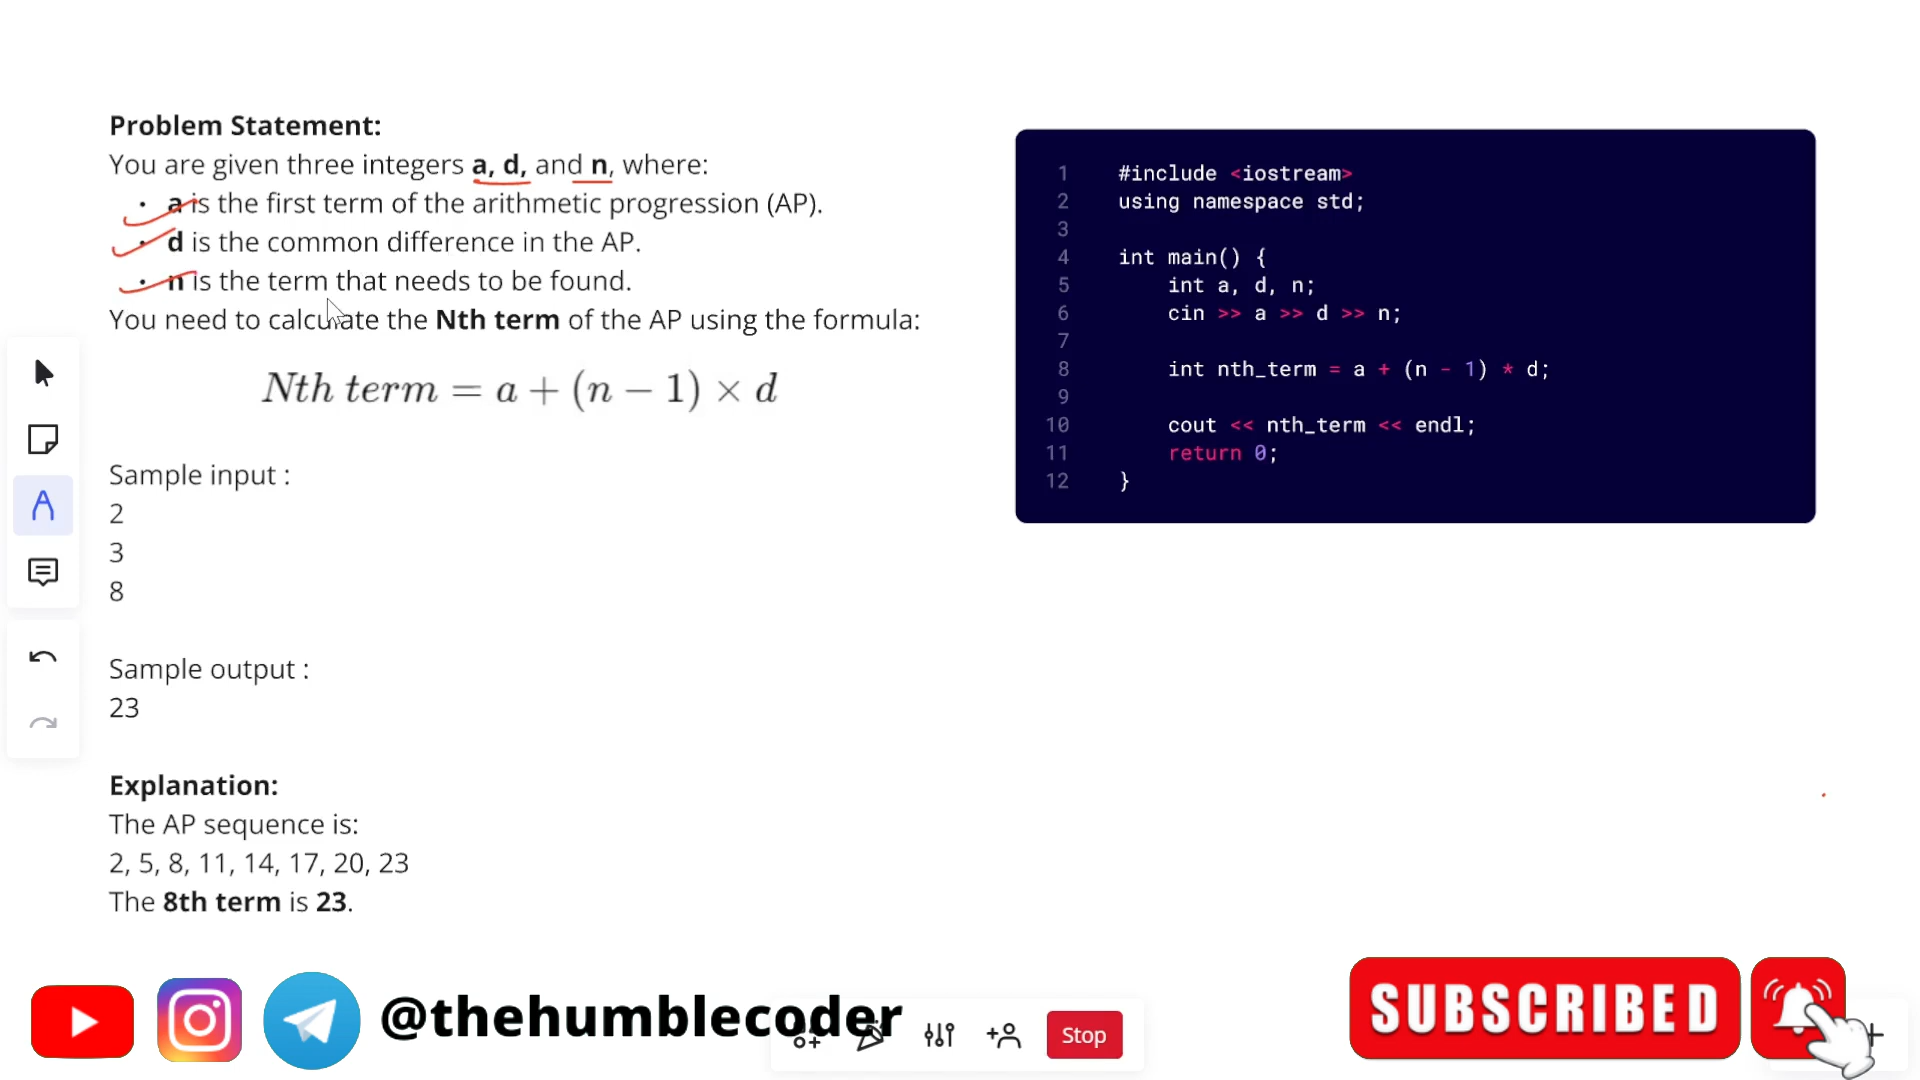 Problem Statement:
You are given three integers a, d, and n, where:
· a is the first term of the arithmetic progression (AP).
· d is the common difference in the AP.
· n is the term that needs to be found.
You need to calculate the Nth term of the AP using the formula:
Nth term = a + (n − 1) × d
Sample input :
2
3
8
Sample output :
23
Explanation:
The AP sequence is:
2, 5, 8, 11, 14, 17, 20, 23
The 8th term is 23.
1 #include <iostream>
2 using namespace std;
3
4 int main() {
5 int a, d, n;
6 cin >> a >> d >> n;
7
8 int nth_term = a + (n - 1) * d;
9
10 cout << nth_term << endl;
11 return 0;
12 }
@thehumblecoder
Stop
SUBSCRIBED